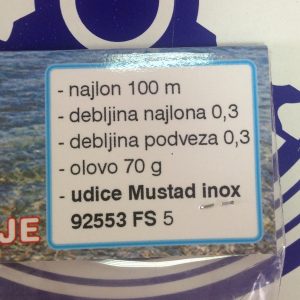 - najlon 100 m
- debljina najlona 0,3
- debljina podveza 0,3
- olovo 70 g
- udice Mustad inox
92553 FS 5
JE